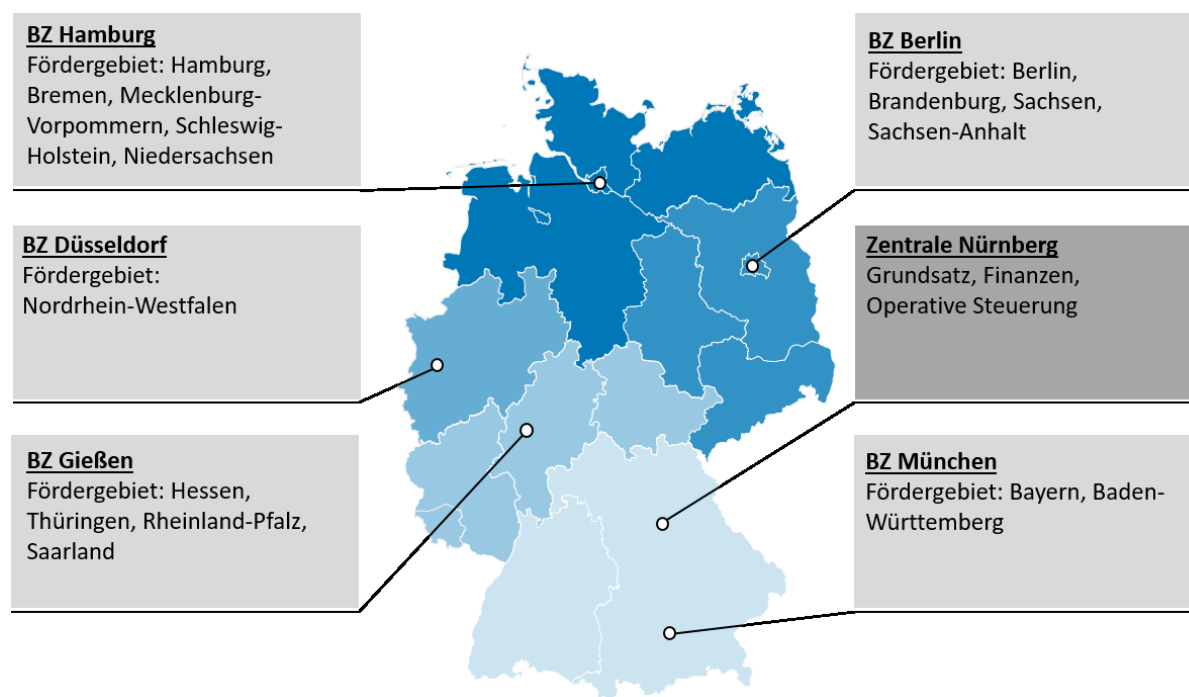 BZ Hamburg
Fördergebiet: Hamburg,
Bremen, Mecklenburg-
Vorpommern, Schleswig-
Holstein, Niedersachsen
BZ Berlin
Fördergebiet: Berlin,
Brandenburg, Sachsen,
Sachsen-Anhalt
BZ Düsseldorf
Fördergebiet:
Nordrhein-Westfalen
Zentrale Nürnberg
Grundsatz, Finanzen,
Operative Steuerung
BZ Gießen
Fördergebiet: Hessen,
Thüringen, Rheinland-Pfalz,
Saarland
BZ München
Fördergebiet: Bayern, Baden-
Württemberg